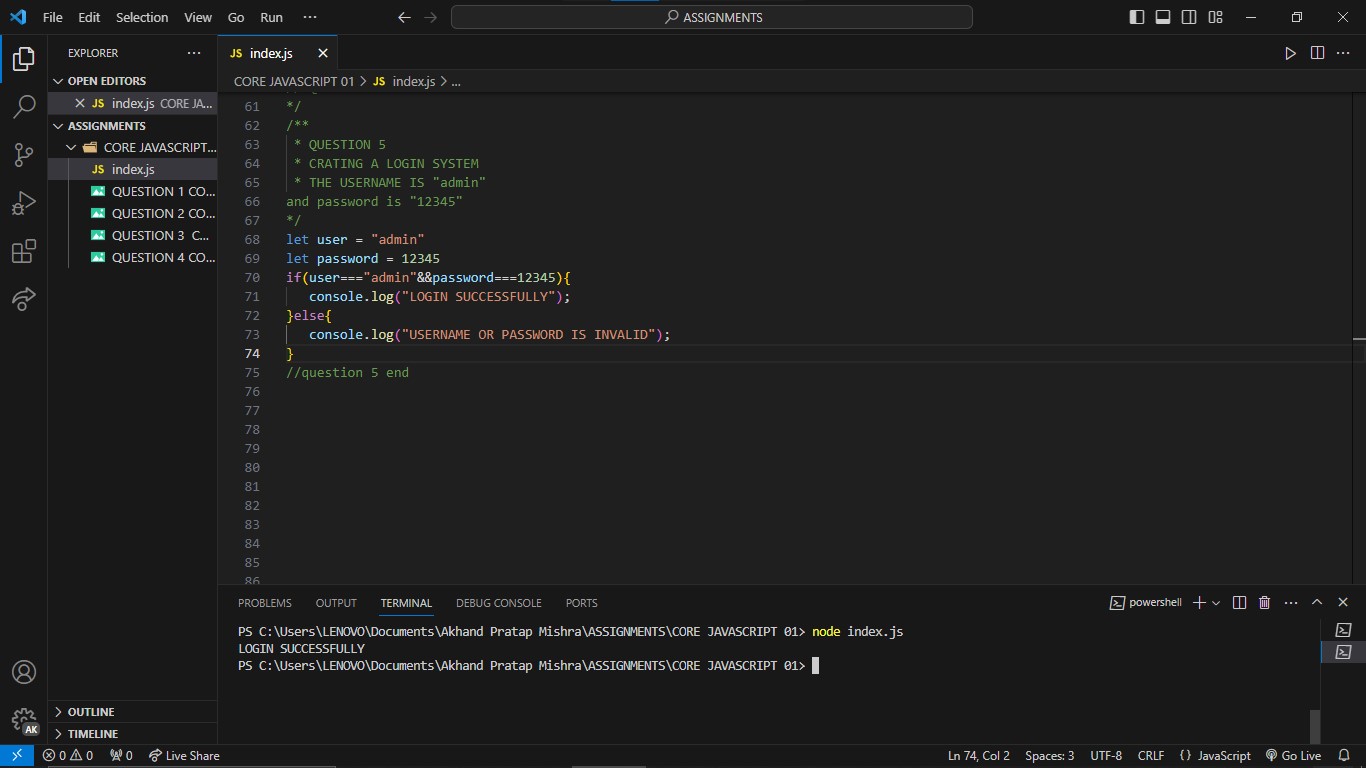 File Edit Selection View Go Run ··· ASSIGNMENTS
EXPLORER ···
OPEN EDITORS
JS index.js CORE JA...
ASSIGNMENTS
CORE JAVASCRIPT...
JS index.js
QUESTION 1 CO...
QUESTION 2 CO...
QUESTION 3 C...
QUESTION 4 CO...
OUTLINE
TIMELINE
AK
JS index.js
CORE JAVASCRIPT 01 > JS index.js > ...
61 */
62 /**
63 * QUESTION 5
64 * CRATING A LOGIN SYSTEM
65 * THE USERNAME IS "admin"
66 and password is "12345"
67 */
68 let user = "admin"
69 let password = 12345
70 if(user==="admin"&&password===12345){
71 console.log("LOGIN SUCCESSFULLY");
72 }else{
73 console.log("USERNAME OR PASSWORD IS INVALID");
74 }
75 //question 5 end
76
77
78
79
80
81
82
83
84
85
86
PROBLEMS OUTPUT TERMINAL DEBUG CONSOLE PORTS powershell
PS C:\Users\LENOVO\Documents\Akhand Pratap Mishra\ASSIGNMENTS\CORE JAVASCRIPT 01> node index.js
LOGIN SUCCESSFULLY
PS C:\Users\LENOVO\Documents\Akhand Pratap Mishra\ASSIGNMENTS\CORE JAVASCRIPT 01>
0 0 0 Live Share Ln 74, Col 2 Spaces: 3 UTF-8 CRLF {} JavaScript Go Live